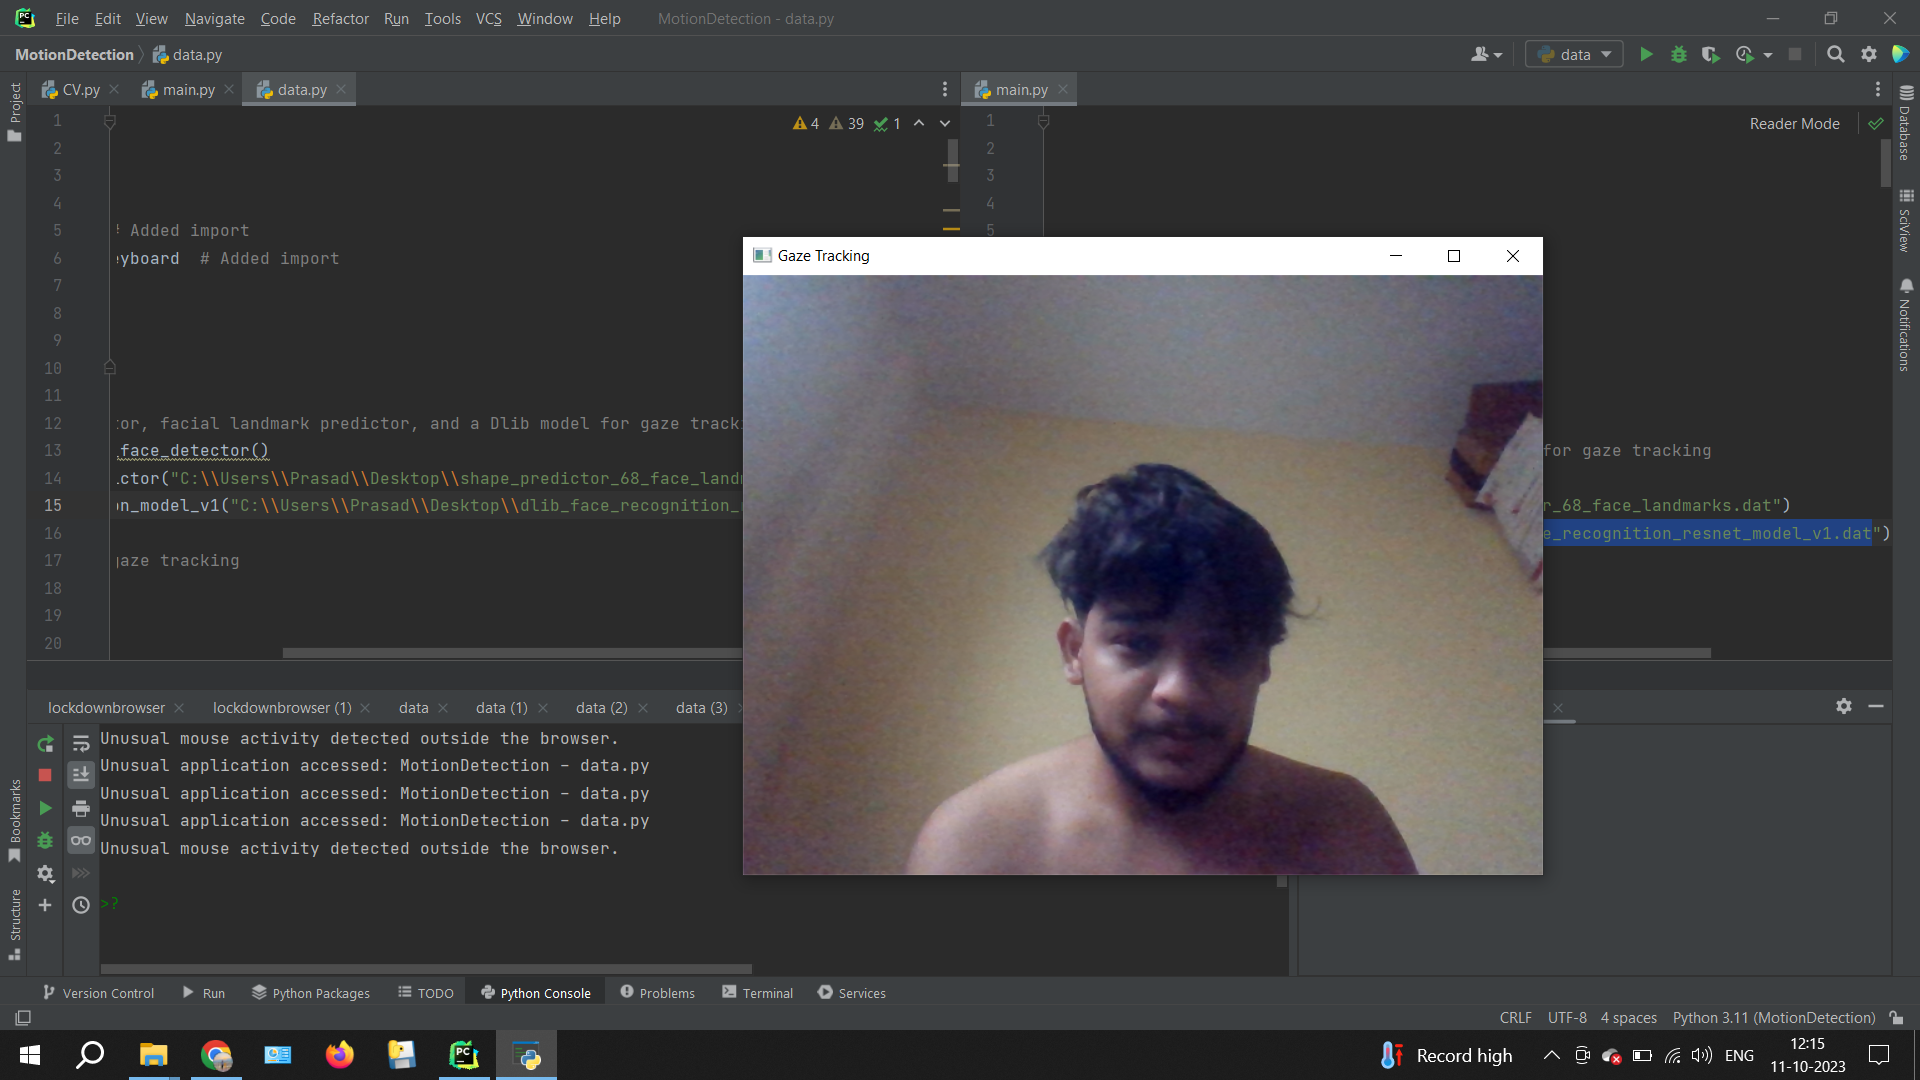 File Edit View Navigate Code Refactor Run Tools VCS Window Help MotionDetection - data.py
MotionDetection data.py data
CV.py main.py data.py main.py
Project
4 39 1 Reader Mode
1 1
2 2
3 3
4 4
5 # Added import 5
6 eyboard # Added import
7
8
9
10
11
12 or, facial landmark predictor, and a Dlib model for gaze tracki for gaze tracking
13 _face_detector()
14 ctor("C:\\Users\\Prasad\\Desktop\\shape_predictor_68_face_landm r_68_face_landmarks.dat")
15 on_model_v1("C:\\Users\\Prasad\\Desktop\\dlib_face_recognition_ e_recognition_resnet_model_v1.dat")
16
17 gaze tracking
18
19
20
Database
SciView
Notifications
Gaze Tracking
lockdownbrowser lockdownbrowser (1) data data (1) data (2) data (3)
Unusual mouse activity detected outside the browser.
Unusual application accessed: MotionDetection – data.py
Unusual application accessed: MotionDetection – data.py
Unusual application accessed: MotionDetection – data.py
Unusual mouse activity detected outside the browser.
>?
Bookmarks
Structure
Version Control Run Python Packages TODO Python Console Problems Terminal Services
CRLF UTF-8 4 spaces Python 3.11 (MotionDetection)
PC Record high ENG 12:15
11-10-2023